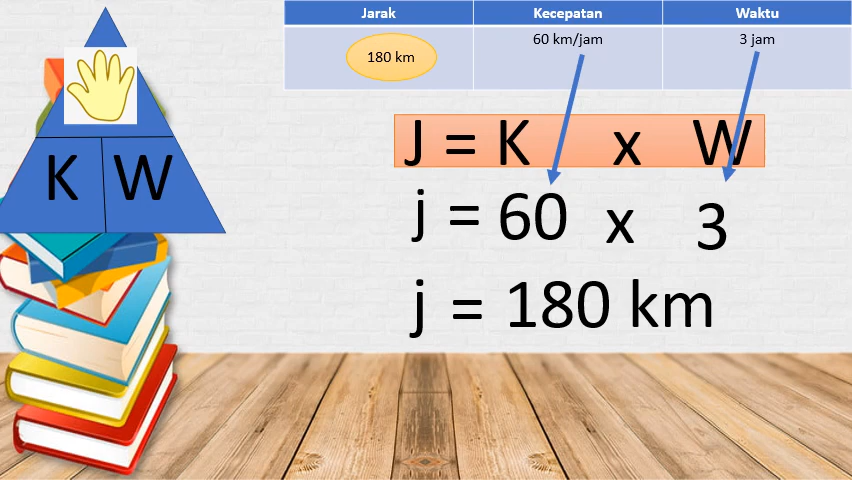 Jarak Kecepatan Waktu
180 km 60 km/jam 3 jam
K W
J = K x W
j = 60 x 3
j = 180 km